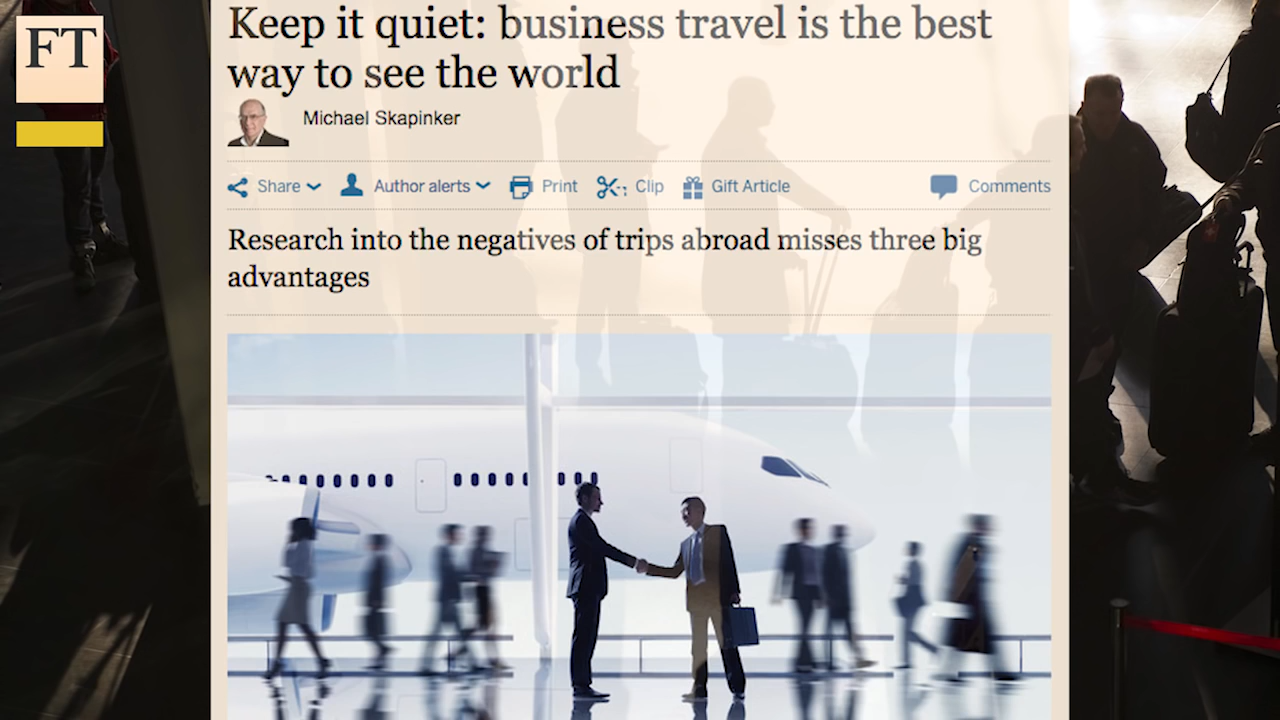 FT
Keep it quiet: business travel is the best
way to see the world
Michael Skapinker
Share
Author alerts
Print
Clip
Gift Article
Comments
Research into the negatives of trips abroad misses three big
advantages